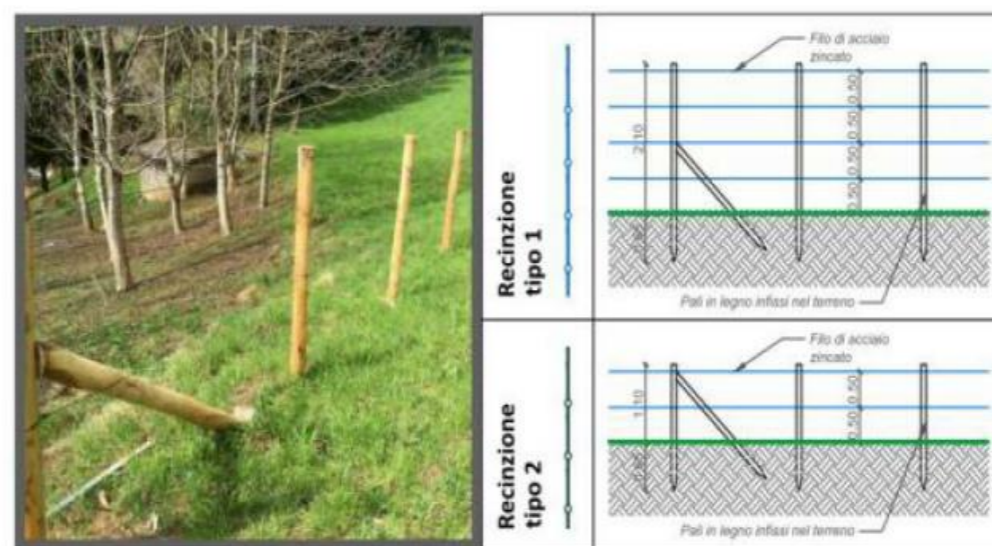 Recinzione
tipo 1
Filo di acciaio
zincato
2.10
0.50
0.50
0.50
0.50
Pali in legno infissi nel terreno
Recinzione
tipo 2
Filo di acciaio
zincato
1.10
0.50
0.50
Pali in legno infissi nel terreno